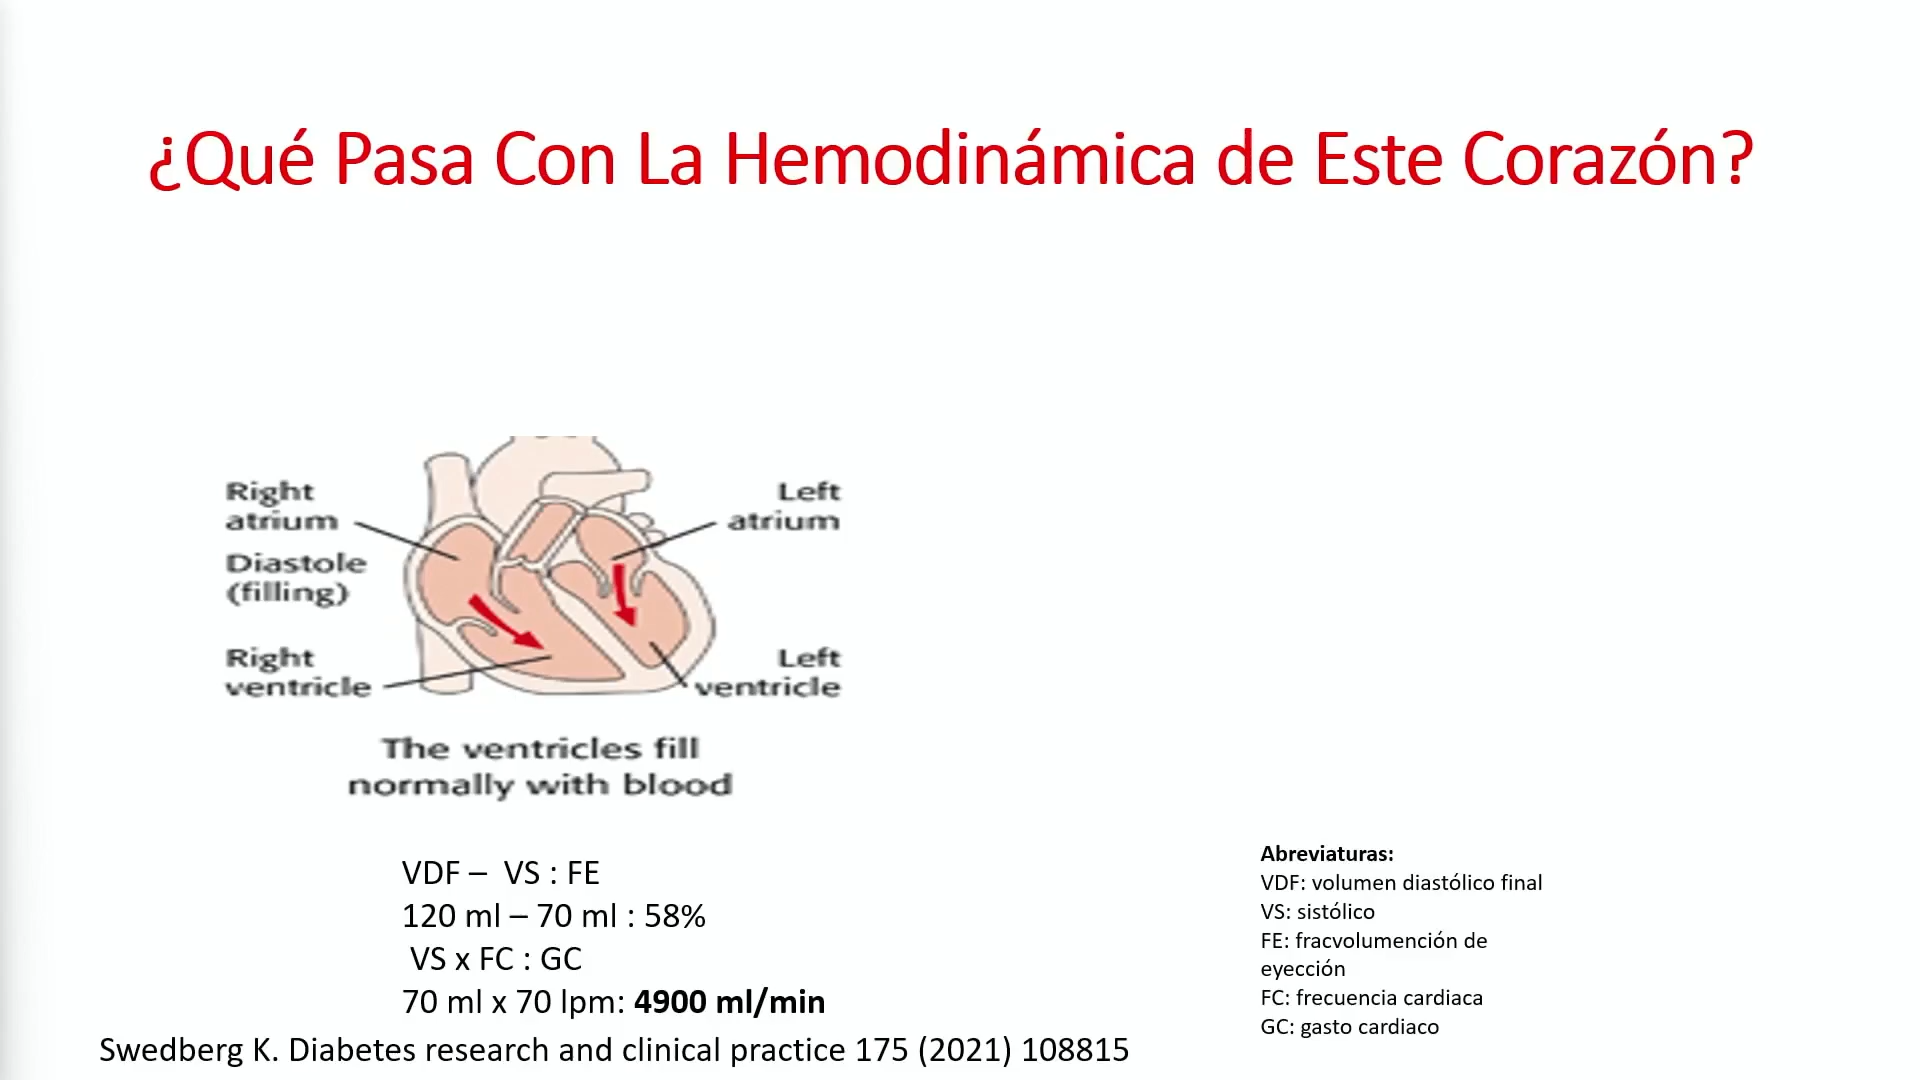 ¿Qué Pasa Con La Hemodinámica de Este Corazón?
Right
atrium
Left
atrium
Diastole
(filling)
Right
ventricle
Left
ventricle
The ventricles fill
normally with blood
VDF – VS : FE
120 ml – 70 ml : 58%
VS x FC : GC
70 ml x 70 lpm: 4900 ml/min
Abreviaturas:
VDF: volumen diastólico final
VS: sistólico
FE: fracvolumención de
eyección
FC: frecuencia cardiaca
GC: gasto cardiaco
Swedberg K. Diabetes research and clinical practice 175 (2021) 108815